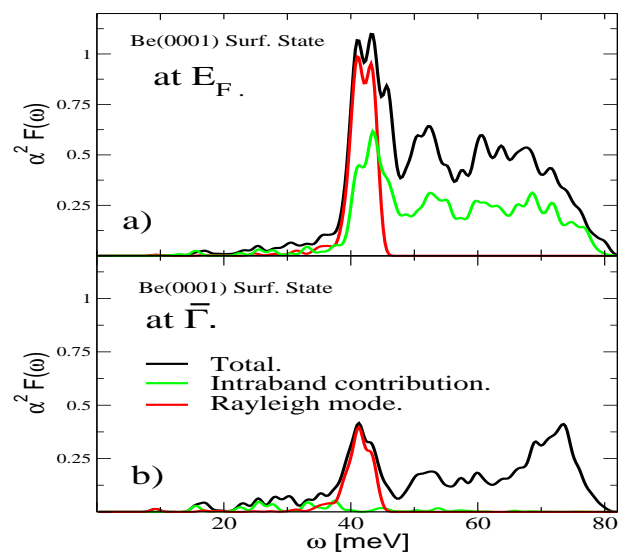 Be(0001) Surf. State
at E_F .
1
0.75
0.5
0.25
α² F(ω)
a)
Be(0001) Surf. State
at Γ̄.
Total.
Intraband contribution.
Rayleigh mode.
1
0.75
0.5
0.25
α² F(ω)
b)
20 40 60 80
ω [meV]